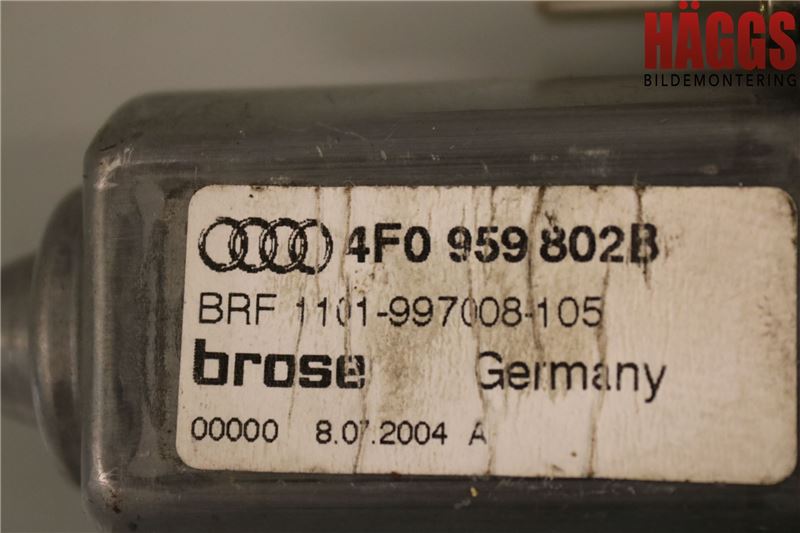 HÄGGS
BILDEMONTERING
4F0 959 802B
BRF 1101-997008-105
brose Germany
00000 8.07.2004 A